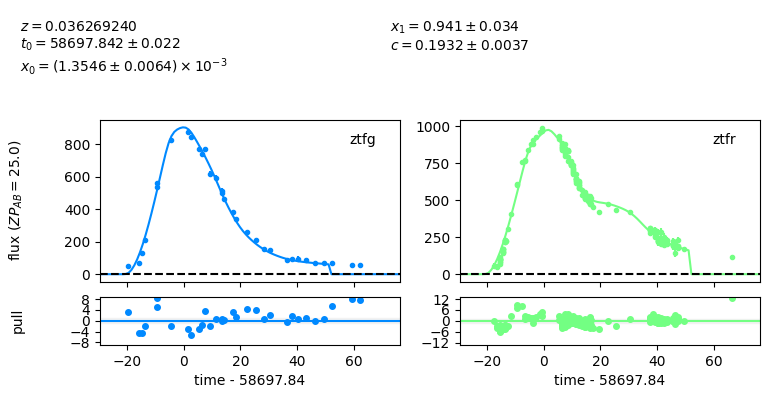 z = 0.036269240
t₀ = 58697.842 ± 0.022
x₀ = (1.3546 ± 0.0064) × 10⁻³
x₁ = 0.941 ± 0.034
c = 0.1932 ± 0.0037
flux (ZP_AB = 25.0)
800
600
400
200
0
ztfg
1000
750
500
250
0
ztfr
pull
8
4
0
−4
−8
−20
0
20
40
60
time - 58697.84
12
6
0
−6
−12
−20
0
20
40
60
time - 58697.84